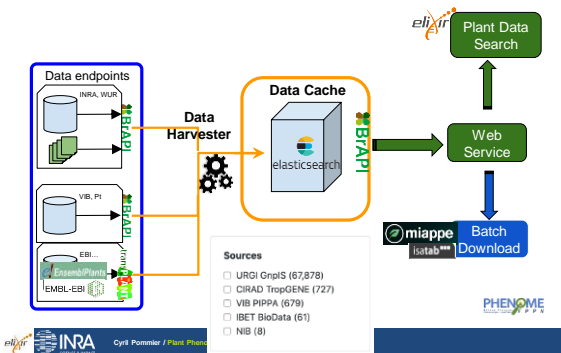 elixir
Plant Data
Search
Data endpoints
INRA, WUR
BrAPI
Data
Harvester
Data Cache
elasticsearch
BrAPI
Web
Service
VIB, Pt
BrAPI
EBI...
EnsemblPlants
EMBL-EBI
miappe
isatab
Batch
Download
Sources
URGI GnpIS (67,878)
CIRAD TropGENE (727)
VIB PIPPA (679)
IBET BioData (61)
NIB (8)
PHENOME
elixir
INRA
Cyril Pommier / Plant Pheno